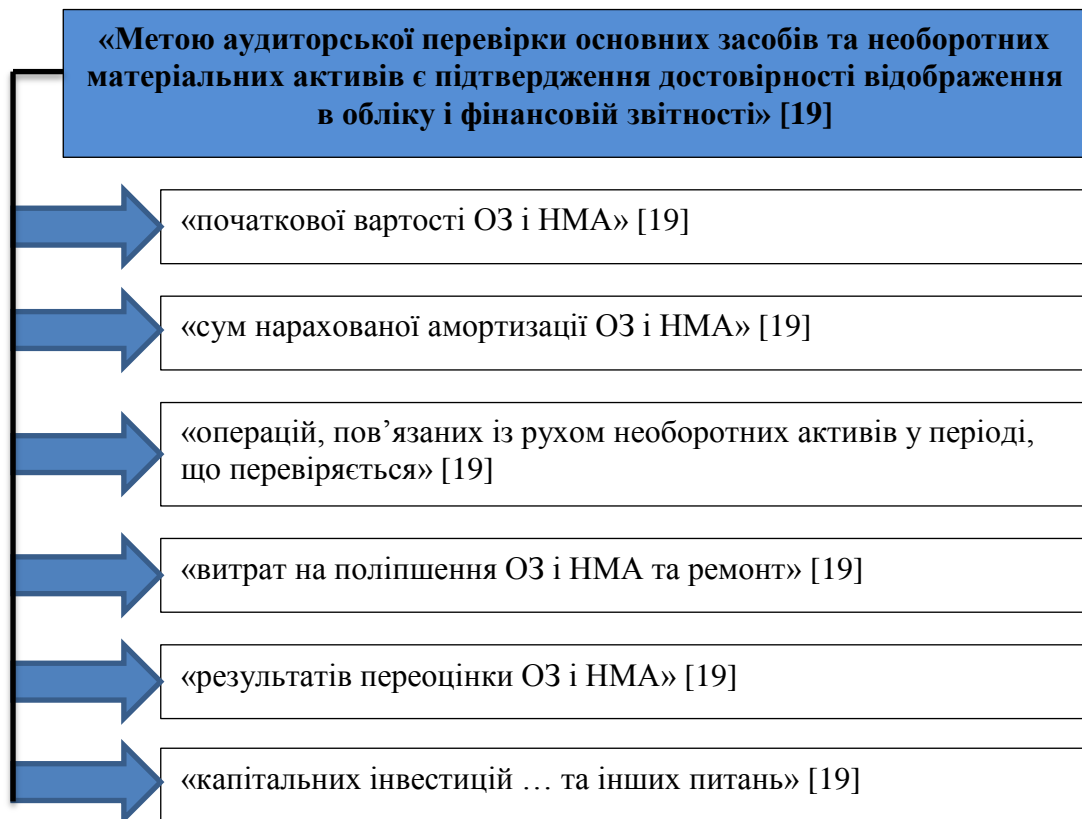 «Метою аудиторської перевірки основних засобів та необоротних
матеріальних активів є підтвердження достовірності відображення
в обліку і фінансовій звітності» [19]
«початкової вартості ОЗ і НМА» [19]
«сум нарахованої амортизації ОЗ і НМА» [19]
«операцій, пов’язаних із рухом необоротних активів у періоді,
що перевіряється» [19]
«витрат на поліпшення ОЗ і НМА та ремонт» [19]
«результатів переоцінки ОЗ і НМА» [19]
«капітальних інвестицій … та інших питань» [19]